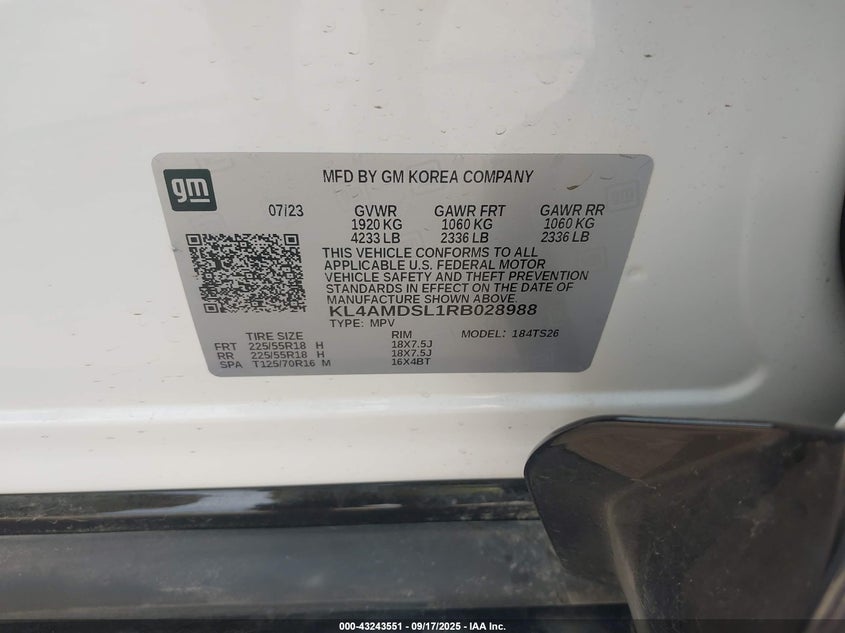 gm
MFD BY GM KOREA COMPANY
07/23 GVWR GAWR FRT GAWR RR
1920 KG 1060 KG 1060 KG
4233 LB 2336 LB 2336 LB
THIS VEHICLE CONFORMS TO ALL
APPLICABLE U.S. FEDERAL MOTOR
VEHICLE SAFETY AND THEFT PREVENTION
STANDARDS IN EFFECT ON THE DATE OF
MANUFACTURE SHOWN ABOVE.
KL4AMDSL1RB028988
TYPE: MPV
TIRE SIZE RIM MODEL: 184TS26
FRT 225/55R18 H 18X7.5J
RR 225/55R18 H 18X7.5J
SPA T125/70R16 M 16X4BT
000-43243551 - 09/17/2025 - IAA Inc.